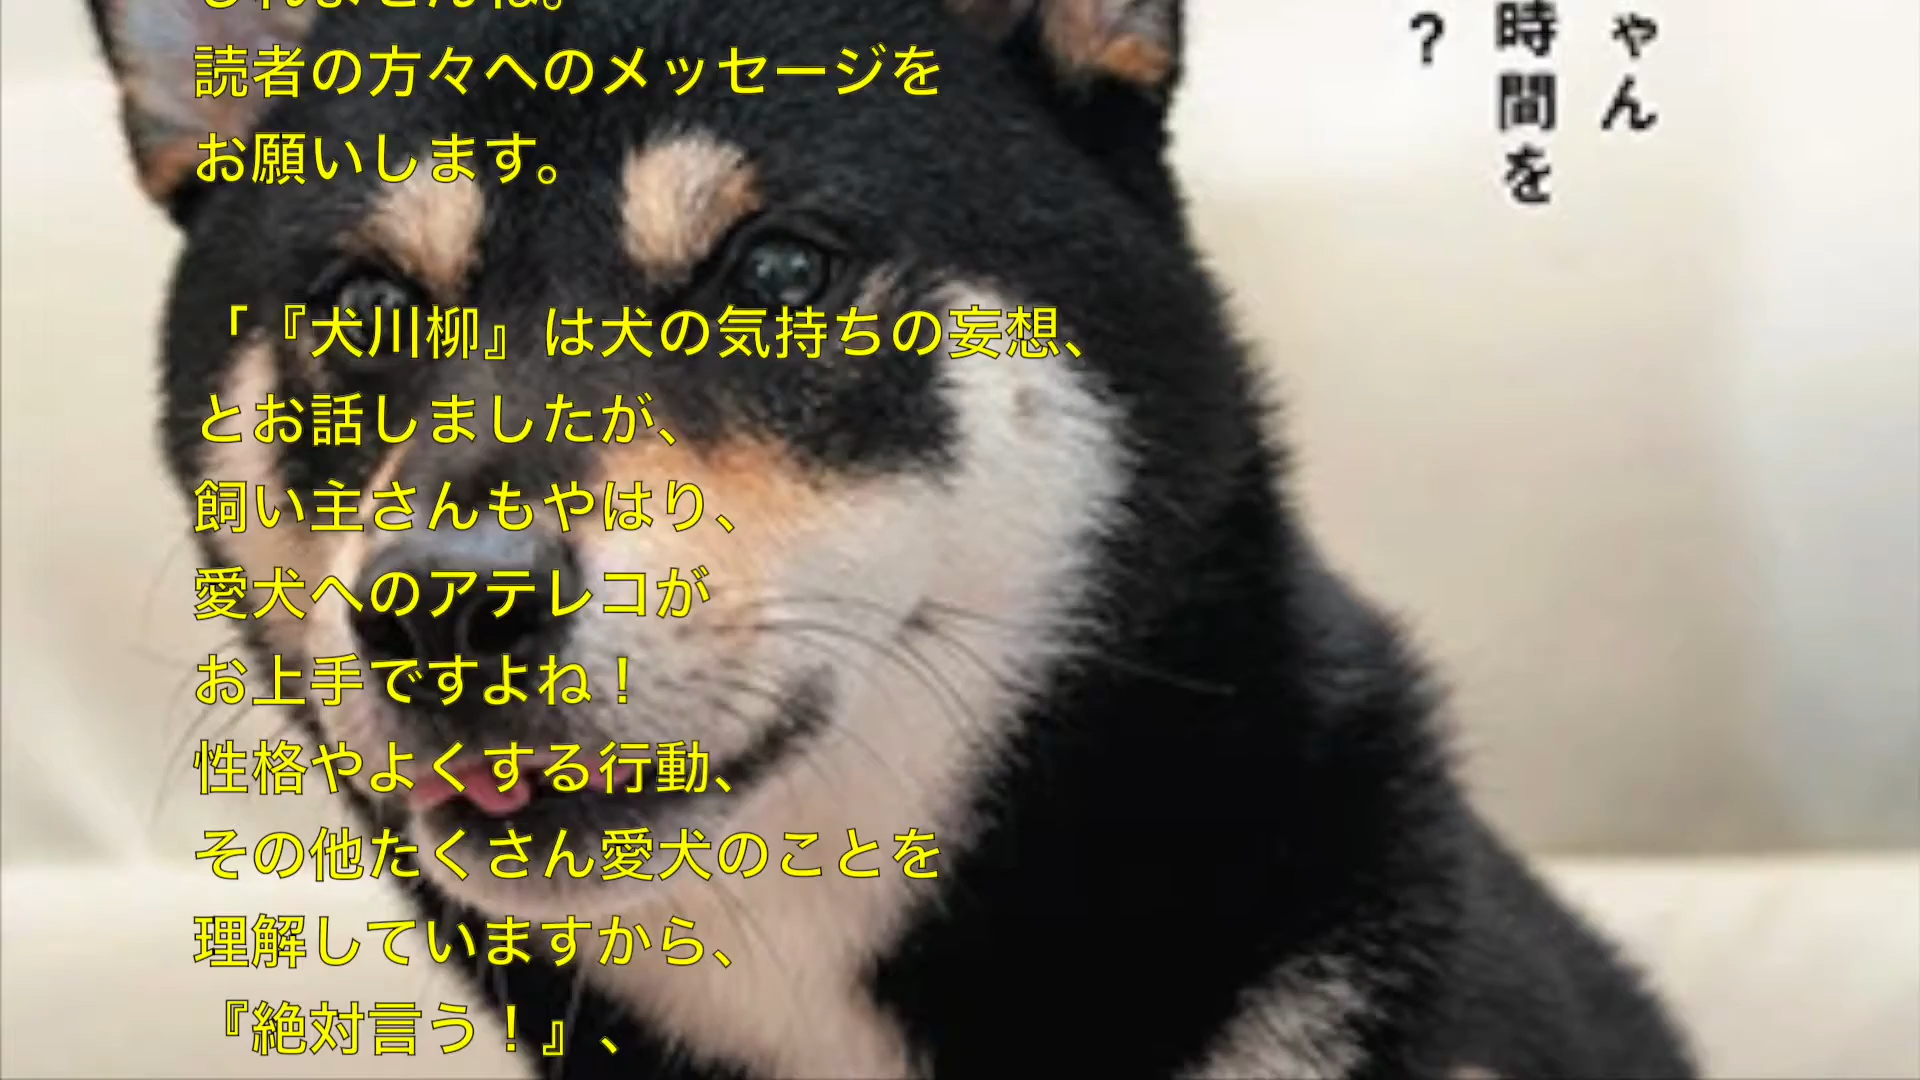 しれませんね。
読者の方々へのメッセージを
お願いします。
「『犬川柳』は犬の気持ちの妄想、
とお話しましたが、
飼い主さんもやはり、
愛犬へのアテレコが
お上手ですよね！
性格やよくする行動、
その他たくさん愛犬のことを
理解していますから、
『絶対言う！』、
ゃん
時間を
？